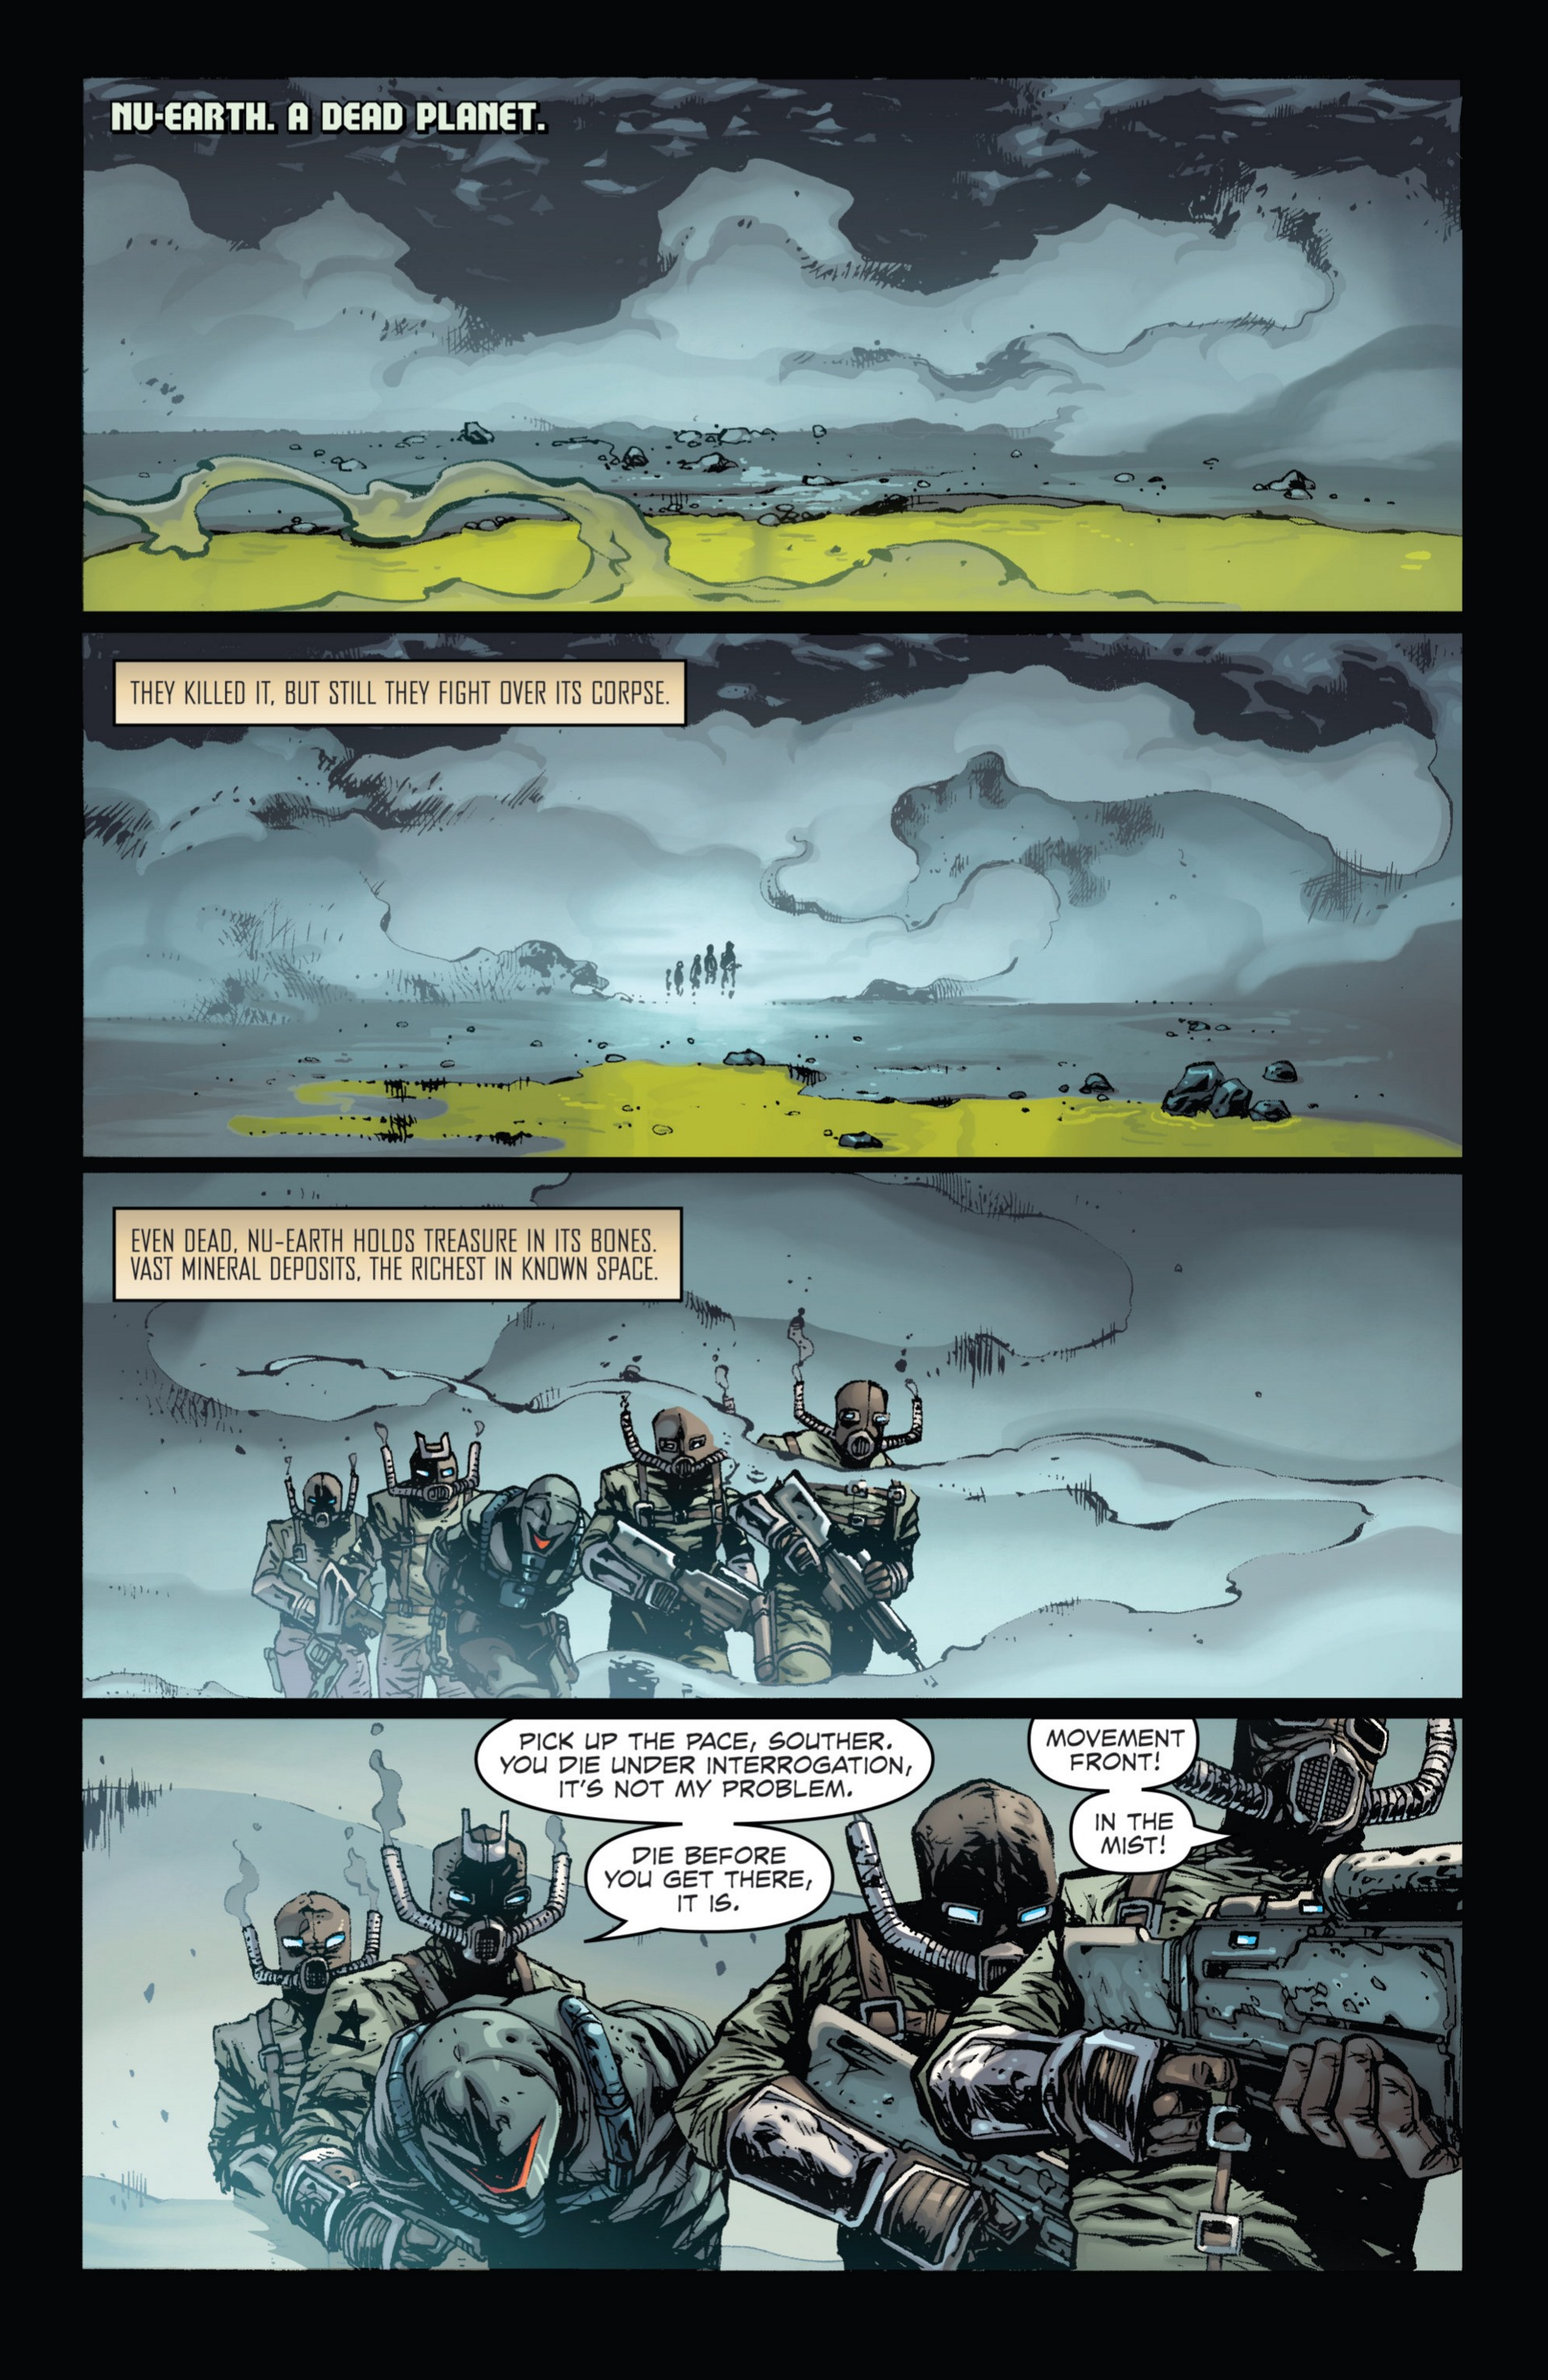 NU-EARTH. A DEAD PLANET.
THEY KILLED IT, BUT STILL THEY FIGHT OVER ITS CORPSE.
EVEN DEAD, NU-EARTH HOLDS TREASURE IN ITS BONES.
VAST MINERAL DEPOSITS, THE RICHEST IN KNOWN SPACE.
PICK UP THE PACE, SOUTHER.
YOU DIE UNDER INTERROGATION,
IT'S NOT MY PROBLEM.
DIE BEFORE
YOU GET THERE,
IT IS.
MOVEMENT
FRONT!
IN THE
MIST!